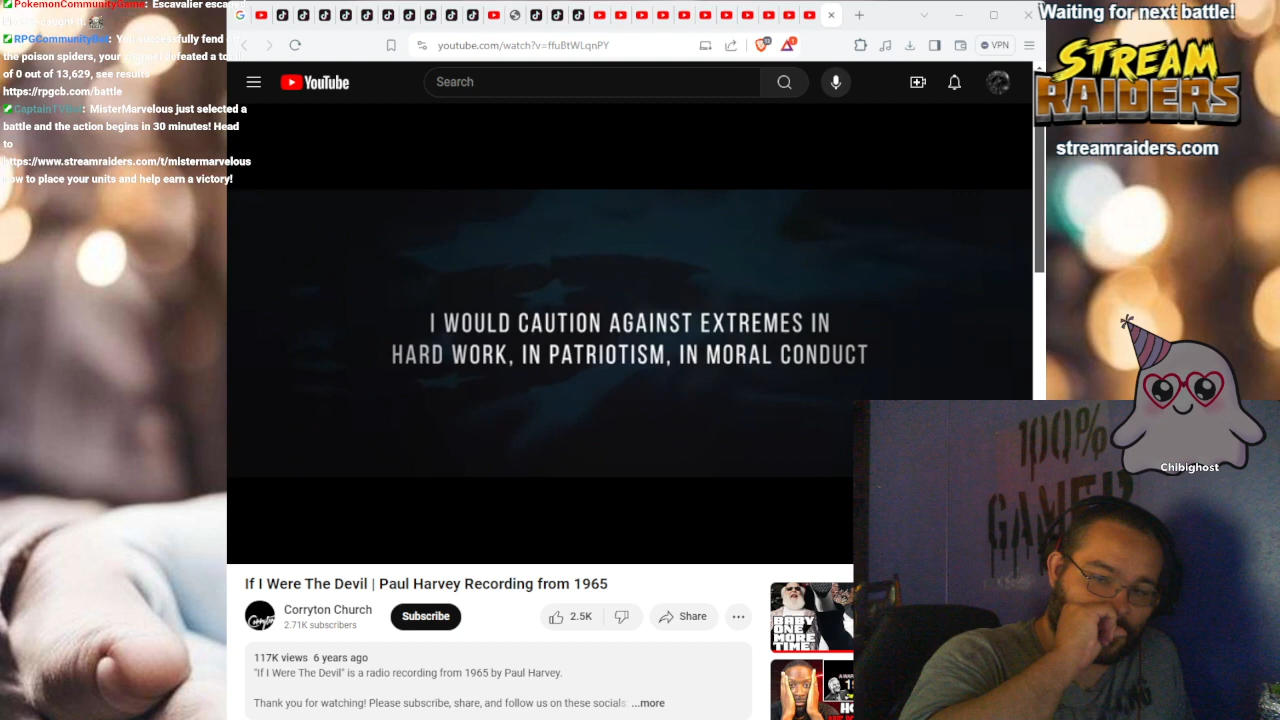 PokemonCommunityGame: Escavalier escaped
RPGCommunity : You successfully fend
the poison spiders, your
of 0 out of 13,629, see results
https://rpgcb.com/battle
: MisterMarvelous just selected a
battle and the action begins in 30 minutes! Head
to
https://www.streamraiders.com/t/mistermarvelous
now to place your units and help earn a victory!
youtube.com/watch?v=ffuBtWLqnPY
VPN
YouTube
Search
I WOULD CAUTION AGAINST EXTREMES IN
HARD WORK, IN PATRIOTISM, IN MORAL CONDUCT
If I Were The Devil | Paul Harvey Recording from 1965
Corryton Church
2.71K subscribers
Subscribe
2.5K
Share
117K views 6 years ago
"If I Were The Devil" is a radio recording from 1965 by Paul Harvey.
Thank you for watching! Please subscribe, share, and follow us on these socials: ...more
BABY
ONE
MORE
TIME
Waiting for next battle!
STREAM
RAIDERS
streamraiders.com
Chibighost
100%
GAMER